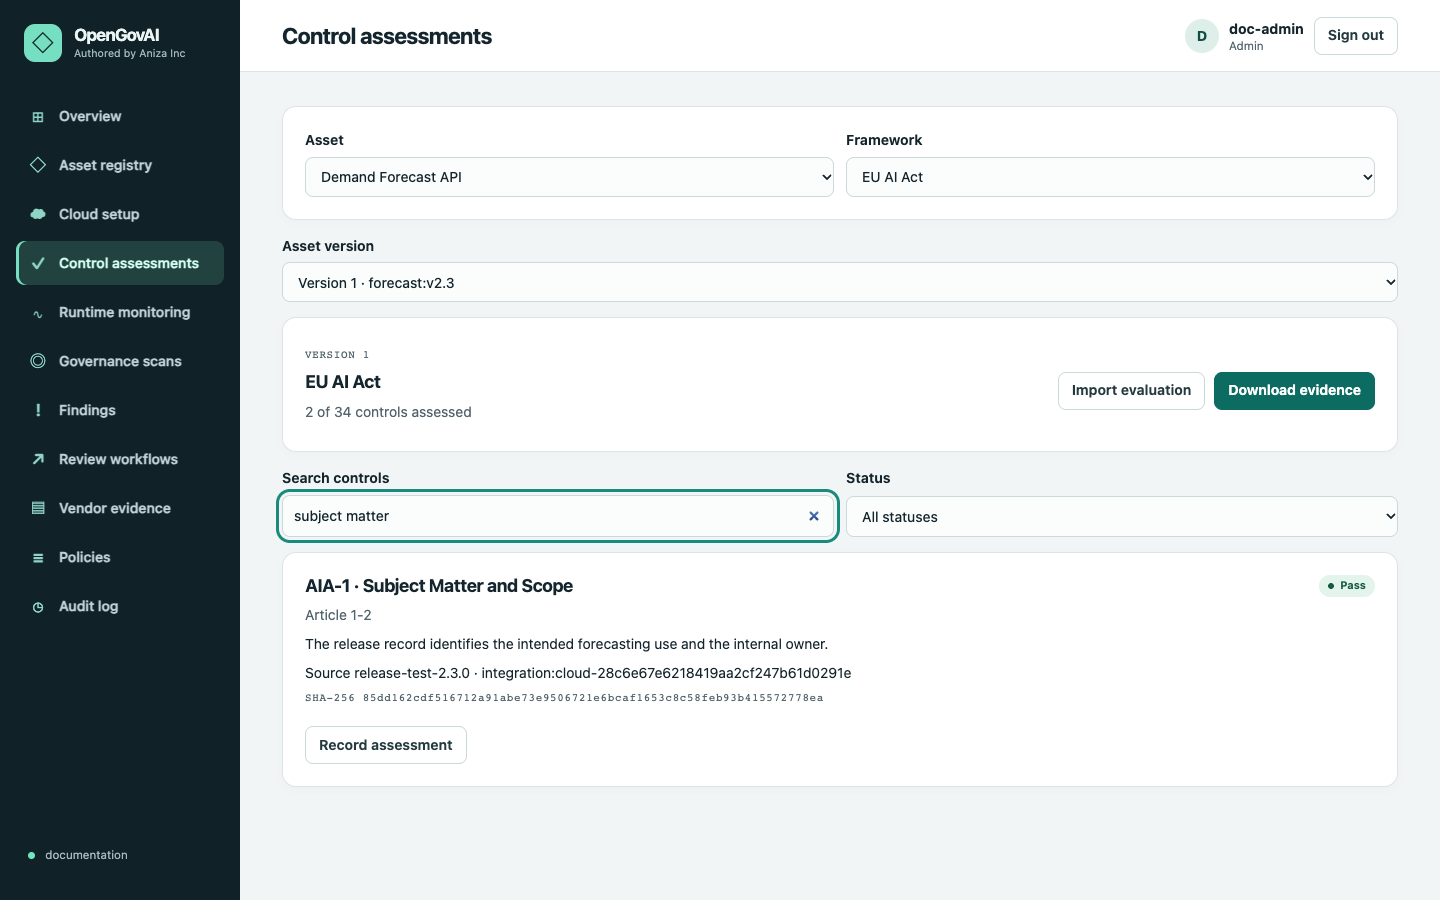 OpenGovAI
Authored by Aniza Inc
Overview
Asset registry
Cloud setup
Control assessments
Runtime monitoring
Governance scans
Findings
Review workflows
Vendor evidence
Policies
Audit log
documentation
Control assessments
D
doc-admin
Admin
Sign out
Asset
Framework
Demand Forecast API
EU AI Act
Asset version
Version 1 · forecast:v2.3
VERSION 1
EU AI Act
2 of 34 controls assessed
Import evaluation
Download evidence
Search controls
Status
subject matter
All statuses
AIA-1 · Subject Matter and Scope
Pass
Article 1-2
The release record identifies the intended forecasting use and the internal owner.
Source release-test-2.3.0 · integration:cloud-28c6e67e6218419aa2cf247b61d0291e
SHA-256 85dd162cdf516712a91abe73e9506721e6bcaf1653c8c58feb93b415572778ea
Record assessment